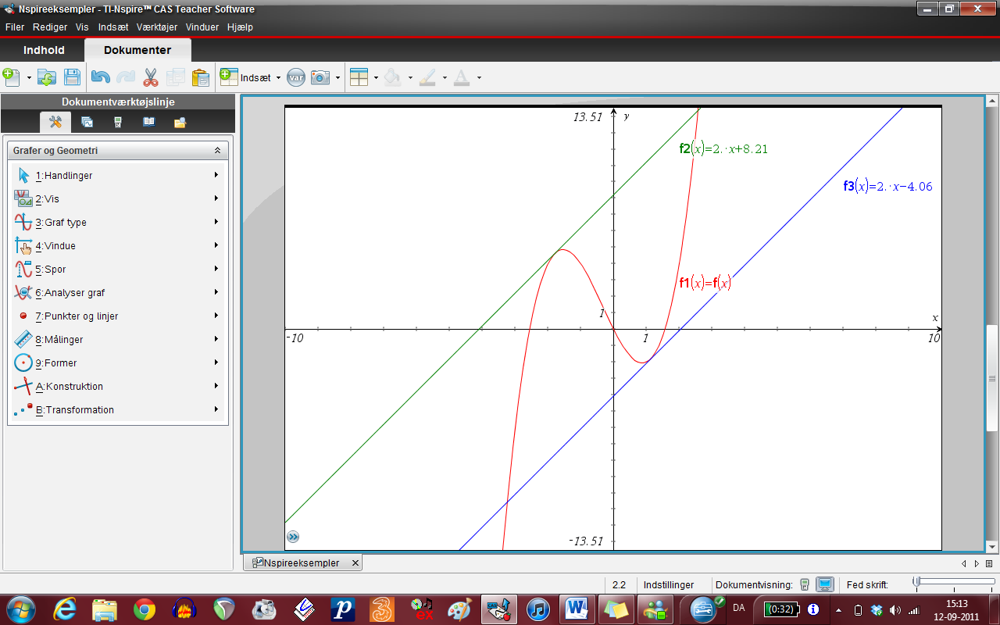 Nspireeksempler - TI-Nspire™ CAS Teacher Software
Filer Rediger Vis Indsæt Værktøjer Vinduer Hjælp
Indhold Dokumenter
Indsæt var
Dokumentværktøjslinje
Grafer og Geometri
1:Handlinger
2:Vis
3:Graf type
4:Vindue
5:Spor
6:Analyser graf
7:Punkter og linjer
8:Målinger
9:Former
A:Konstruktion
B:Transformation
13.51 y
f2(x)=2.·x+8.21
f3(x)=2.·x−4.06
f1(x)=f(x)
1
x
-10 1 10
-13.51
Nspireeksempler
2.2 Indstillinger Dokumentvisning: Fed skrift:
ex
DA
(0:32)
15:13
12-09-2011